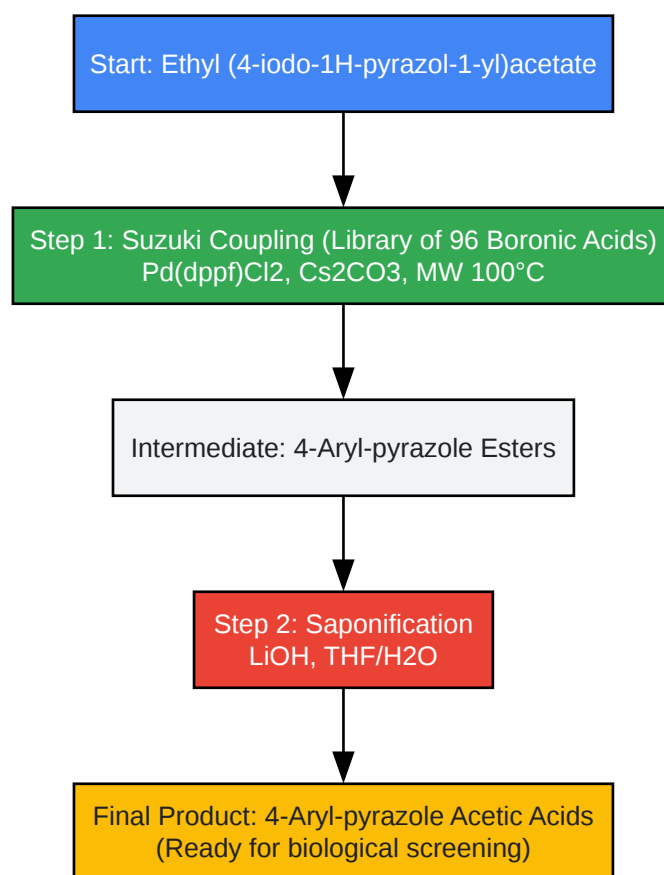 Start: Ethyl (4-iodo-1H-pyrazol-1-yl)acetate
Step 1: Suzuki Coupling (Library of 96 Boronic Acids)
Pd(dppf)Cl2, Cs2CO3, MW 100°C
Intermediate: 4-Aryl-pyrazole Esters
Step 2: Saponification
LiOH, THF/H2O
Final Product: 4-Aryl-pyrazole Acetic Acids
(Ready for biological screening)